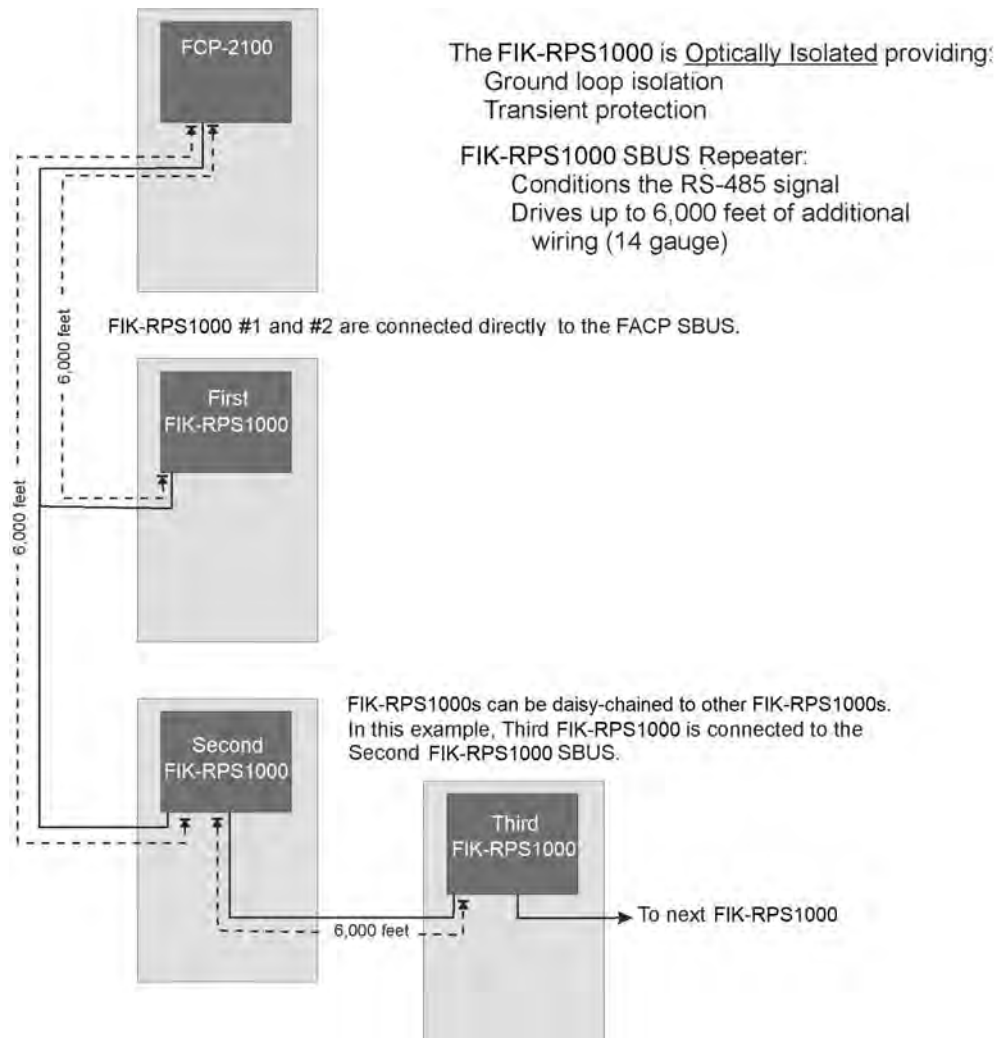 FCP-2100
The FIK-RPS1000 is Optically Isolated providing:
Ground loop isolation
Transient protection
FIK-RPS1000 SBUS Repeater:
Conditions the RS-485 signal
Drives up to 6,000 feet of additional
wiring (14 gauge)
6,000 feet
6,000 feet
FIK-RPS1000 #1 and #2 are connected directly to the FACP SBUS.
First
FIK-RPS1000
FIK-RPS1000s can be daisy-chained to other FIK-RPS1000s.
In this example, Third FIK-RPS1000 is connected to the
Second FIK-RPS1000 SBUS.
Second
FIK-RPS1000
Third
FIK-RPS1000
To next FIK-RPS1000
6,000 feet